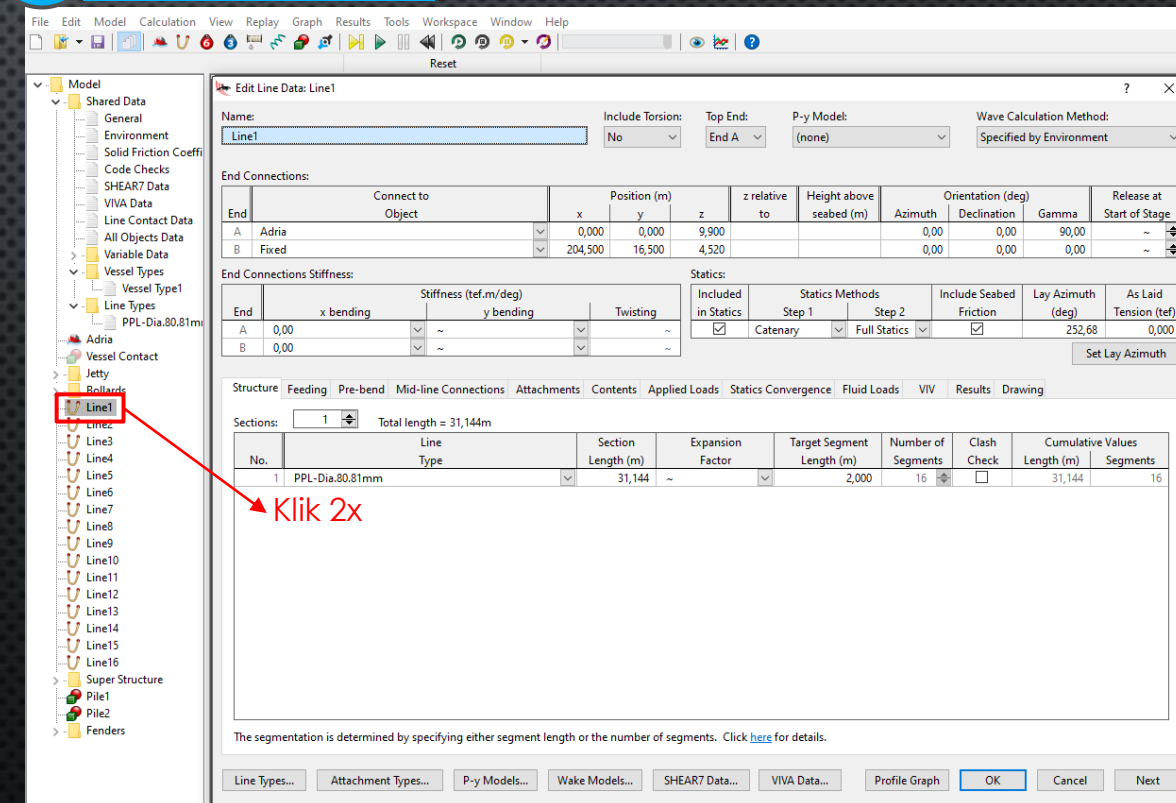 File Edit Model Calculation View Replay Graph Results Tools Workspace Window Help
Reset
Model
Shared Data
General
Environment
Solid Friction Coeffi
Code Checks
SHEAR7 Data
VIVA Data
Line Contact Data
All Objects Data
Variable Data
Vessel Types
Vessel Type1
Line Types
PPL-Dia.80.81m
Adria
Vessel Contact
Jetty
Bollards
Line1
Line2
Line3
Line4
Line5
Line6
Line7
Line8
Line9
Line10
Line11
Line12
Line13
Line14
Line15
Line16
Super Structure
Pile1
Pile2
Fenders
Klik 2x
Edit Line Data: Line1 ?
Name: Include Torsion: Top End: P-y Model: Wave Calculation Method:
Line1 No End A (none) Specified by Environment
End Connections:
Connect to Position (m) z relative Height above Orientation (deg) Release at
End Object x y z to seabed (m) Azimuth Declination Gamma Start of Stage
A Adria 0,000 0,000 9,900 0,00 0,00 90,00 ~
B Fixed 204,500 16,500 4,520 0,00 0,00 0,00 ~
End Connections Stiffness: Statics:
Stiffness (tef.m/deg) Included Statics Methods Include Seabed Lay Azimuth As Laid
End x bending y bending Twisting in Statics Step 1 Step 2 Friction (deg) Tension (tef)
A 0,00 ~ ~ Catenary Full Statics 252,68 0,000
B 0,00 ~ ~
Set Lay Azimuth
Structure Feeding Pre-bend Mid-line Connections Attachments Contents Applied Loads Statics Convergence Fluid Loads VIV Results Drawing
Sections: 1 Total length = 31,144m
Line Section Expansion Target Segment Number of Clash Cumulative Values
No. Type Length (m) Factor Length (m) Segments Check Length (m) Segments
1 PPL-Dia.80.81mm 31,144 ~ 2,000 16 31,144 16
The segmentation is determined by specifying either segment length or the number of segments. Click here for details.
Line Types... Attachment Types... P-y Models... Wake Models... SHEAR7 Data... VIVA Data... Profile Graph OK Cancel Next